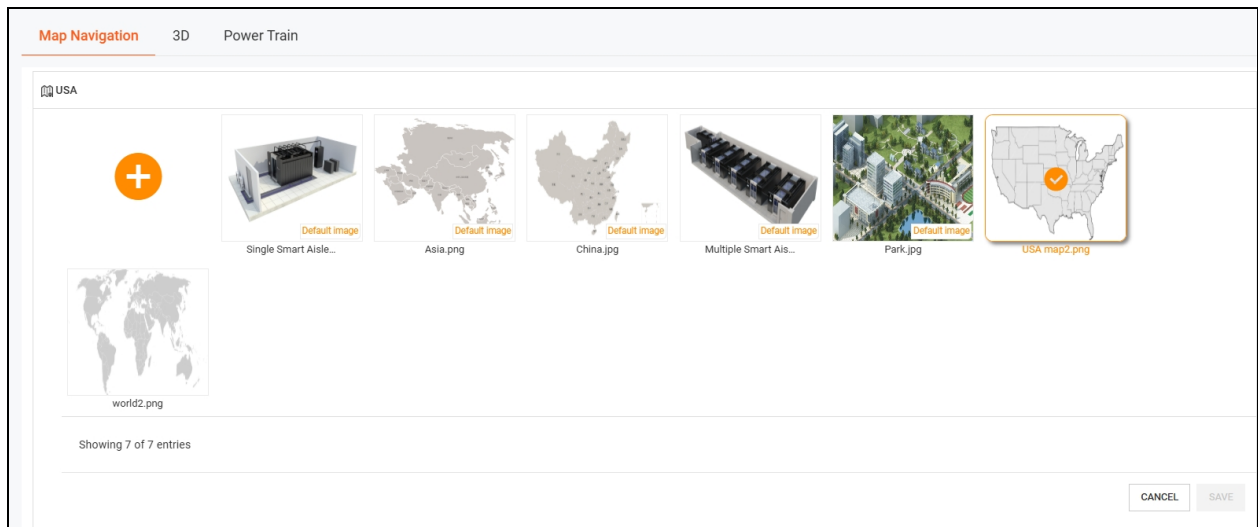 Map Navigation 3D Power Train
USA
Default image Default image Default image Default image Default image
Single Smart Aisle... Asia.png China.jpg Multiple Smart Ais... Park.jpg USA map2.png
world2.png
Showing 7 of 7 entries
CANCEL SAVE